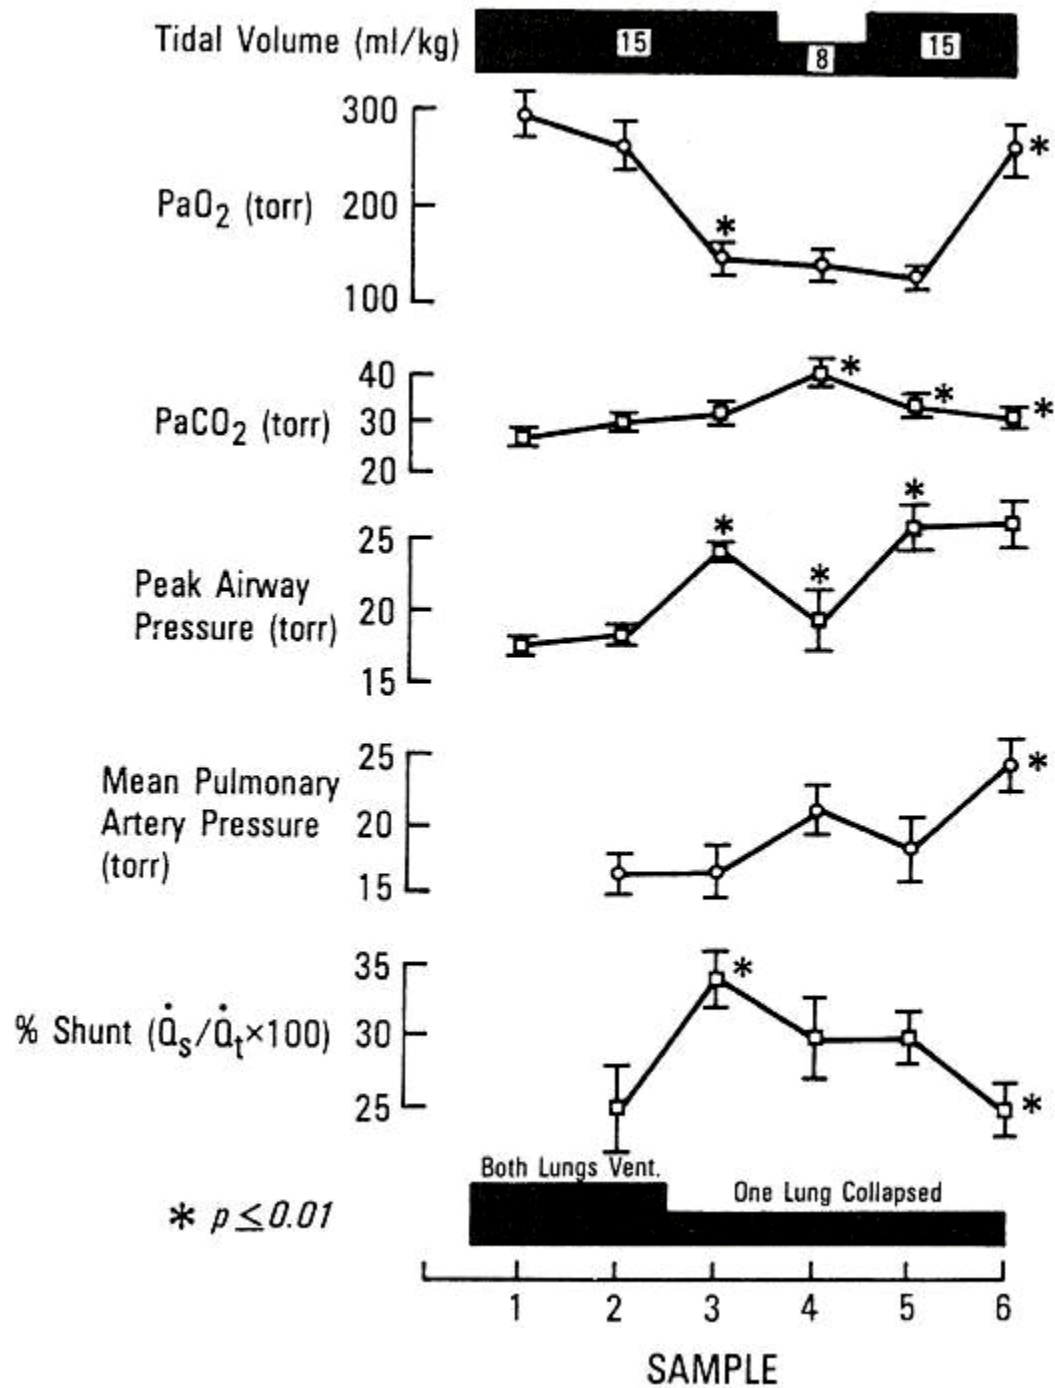 Tidal Volume (ml/kg)
15
8
15
300
PaO2 (torr) 200
100
*
*
40
PaCO2 (torr) 30
20
*
*
*
25
Peak Airway
Pressure (torr)
20
15
*
*
*
25
Mean Pulmonary
Artery Pressure
(torr)
20
15
*
35
% Shunt (Q̇s/Q̇t×100) 30
25
*
*
Both Lungs Vent.
One Lung Collapsed
* p ≤ 0.01
1 2 3 4 5 6
SAMPLE